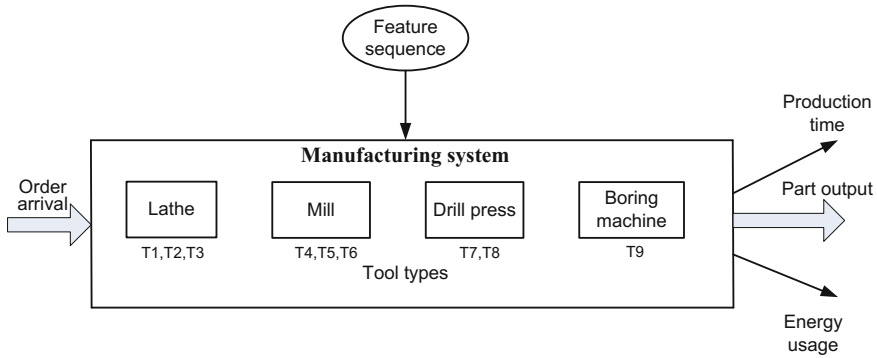 Feature
sequence
Production
time
Manufacturing system
Order
arrival
Lathe
Mill
Drill press
Boring
machine
Part output
T1,T2,T3
T4,T5,T6
T7,T8
T9
Tool types
Energy
usage